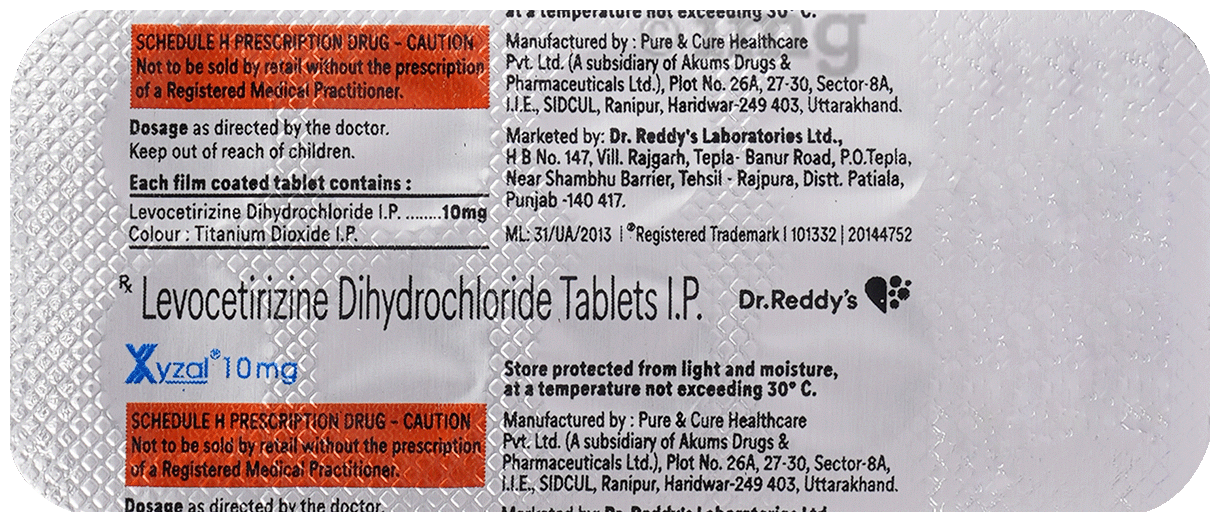 at a temperature not exceeding 30° C.
SCHEDULE H PRESCRIPTION DRUG - CAUTION
Not to be sold by retail without the prescription
of a Registered Medical Practitioner.
Dosage as directed by the doctor.
Keep out of reach of children.
Each film coated tablet contains :
Levocetirizine Dihydrochloride I.P. ........10mg
Colour : Titanium Dioxide I.P.
Manufactured by : Pure & Cure Healthcare
Pvt. Ltd. (A subsidiary of Akums Drugs &
Pharmaceuticals Ltd.), Plot No. 26A, 27-30, Sector-8A,
I.I.E., SIDCUL, Ranipur, Haridwar-249 403, Uttarakhand.
Marketed by: Dr. Reddy's Laboratories Ltd.,
H B No. 147, Vill. Rajgarh, Tepla- Banur Road, P.O.Tepla,
Near Shambhu Barrier, Tehsil - Rajpura, Distt. Patiala,
Punjab -140 417.
ML: 31/UA/2013 | ®Registered Trademark | 101332 | 20144752
Rx Levocetirizine Dihydrochloride Tablets I.P. Dr.Reddy's
Xyzal® 10mg
SCHEDULE H PRESCRIPTION DRUG - CAUTION
Not to be sold by retail without the prescription
of a Registered Medical Practitioner.
Dosage as directed by the doctor.
Store protected from light and moisture,
at a temperature not exceeding 30° C.
Manufactured by : Pure & Cure Healthcare
Pvt. Ltd. (A subsidiary of Akums Drugs &
Pharmaceuticals Ltd.), Plot No. 26A, 27-30, Sector-8A,
I.I.E., SIDCUL, Ranipur, Haridwar-249 403, Uttarakhand.
Marketed by: Dr. Reddy's Laboratories Ltd.